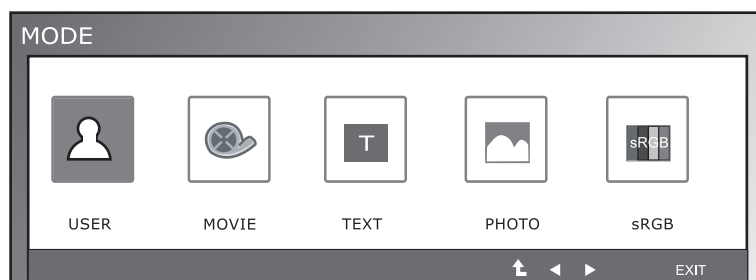 MODE
T
sRGB
USER MOVIE TEXT PHOTO sRGB
EXIT